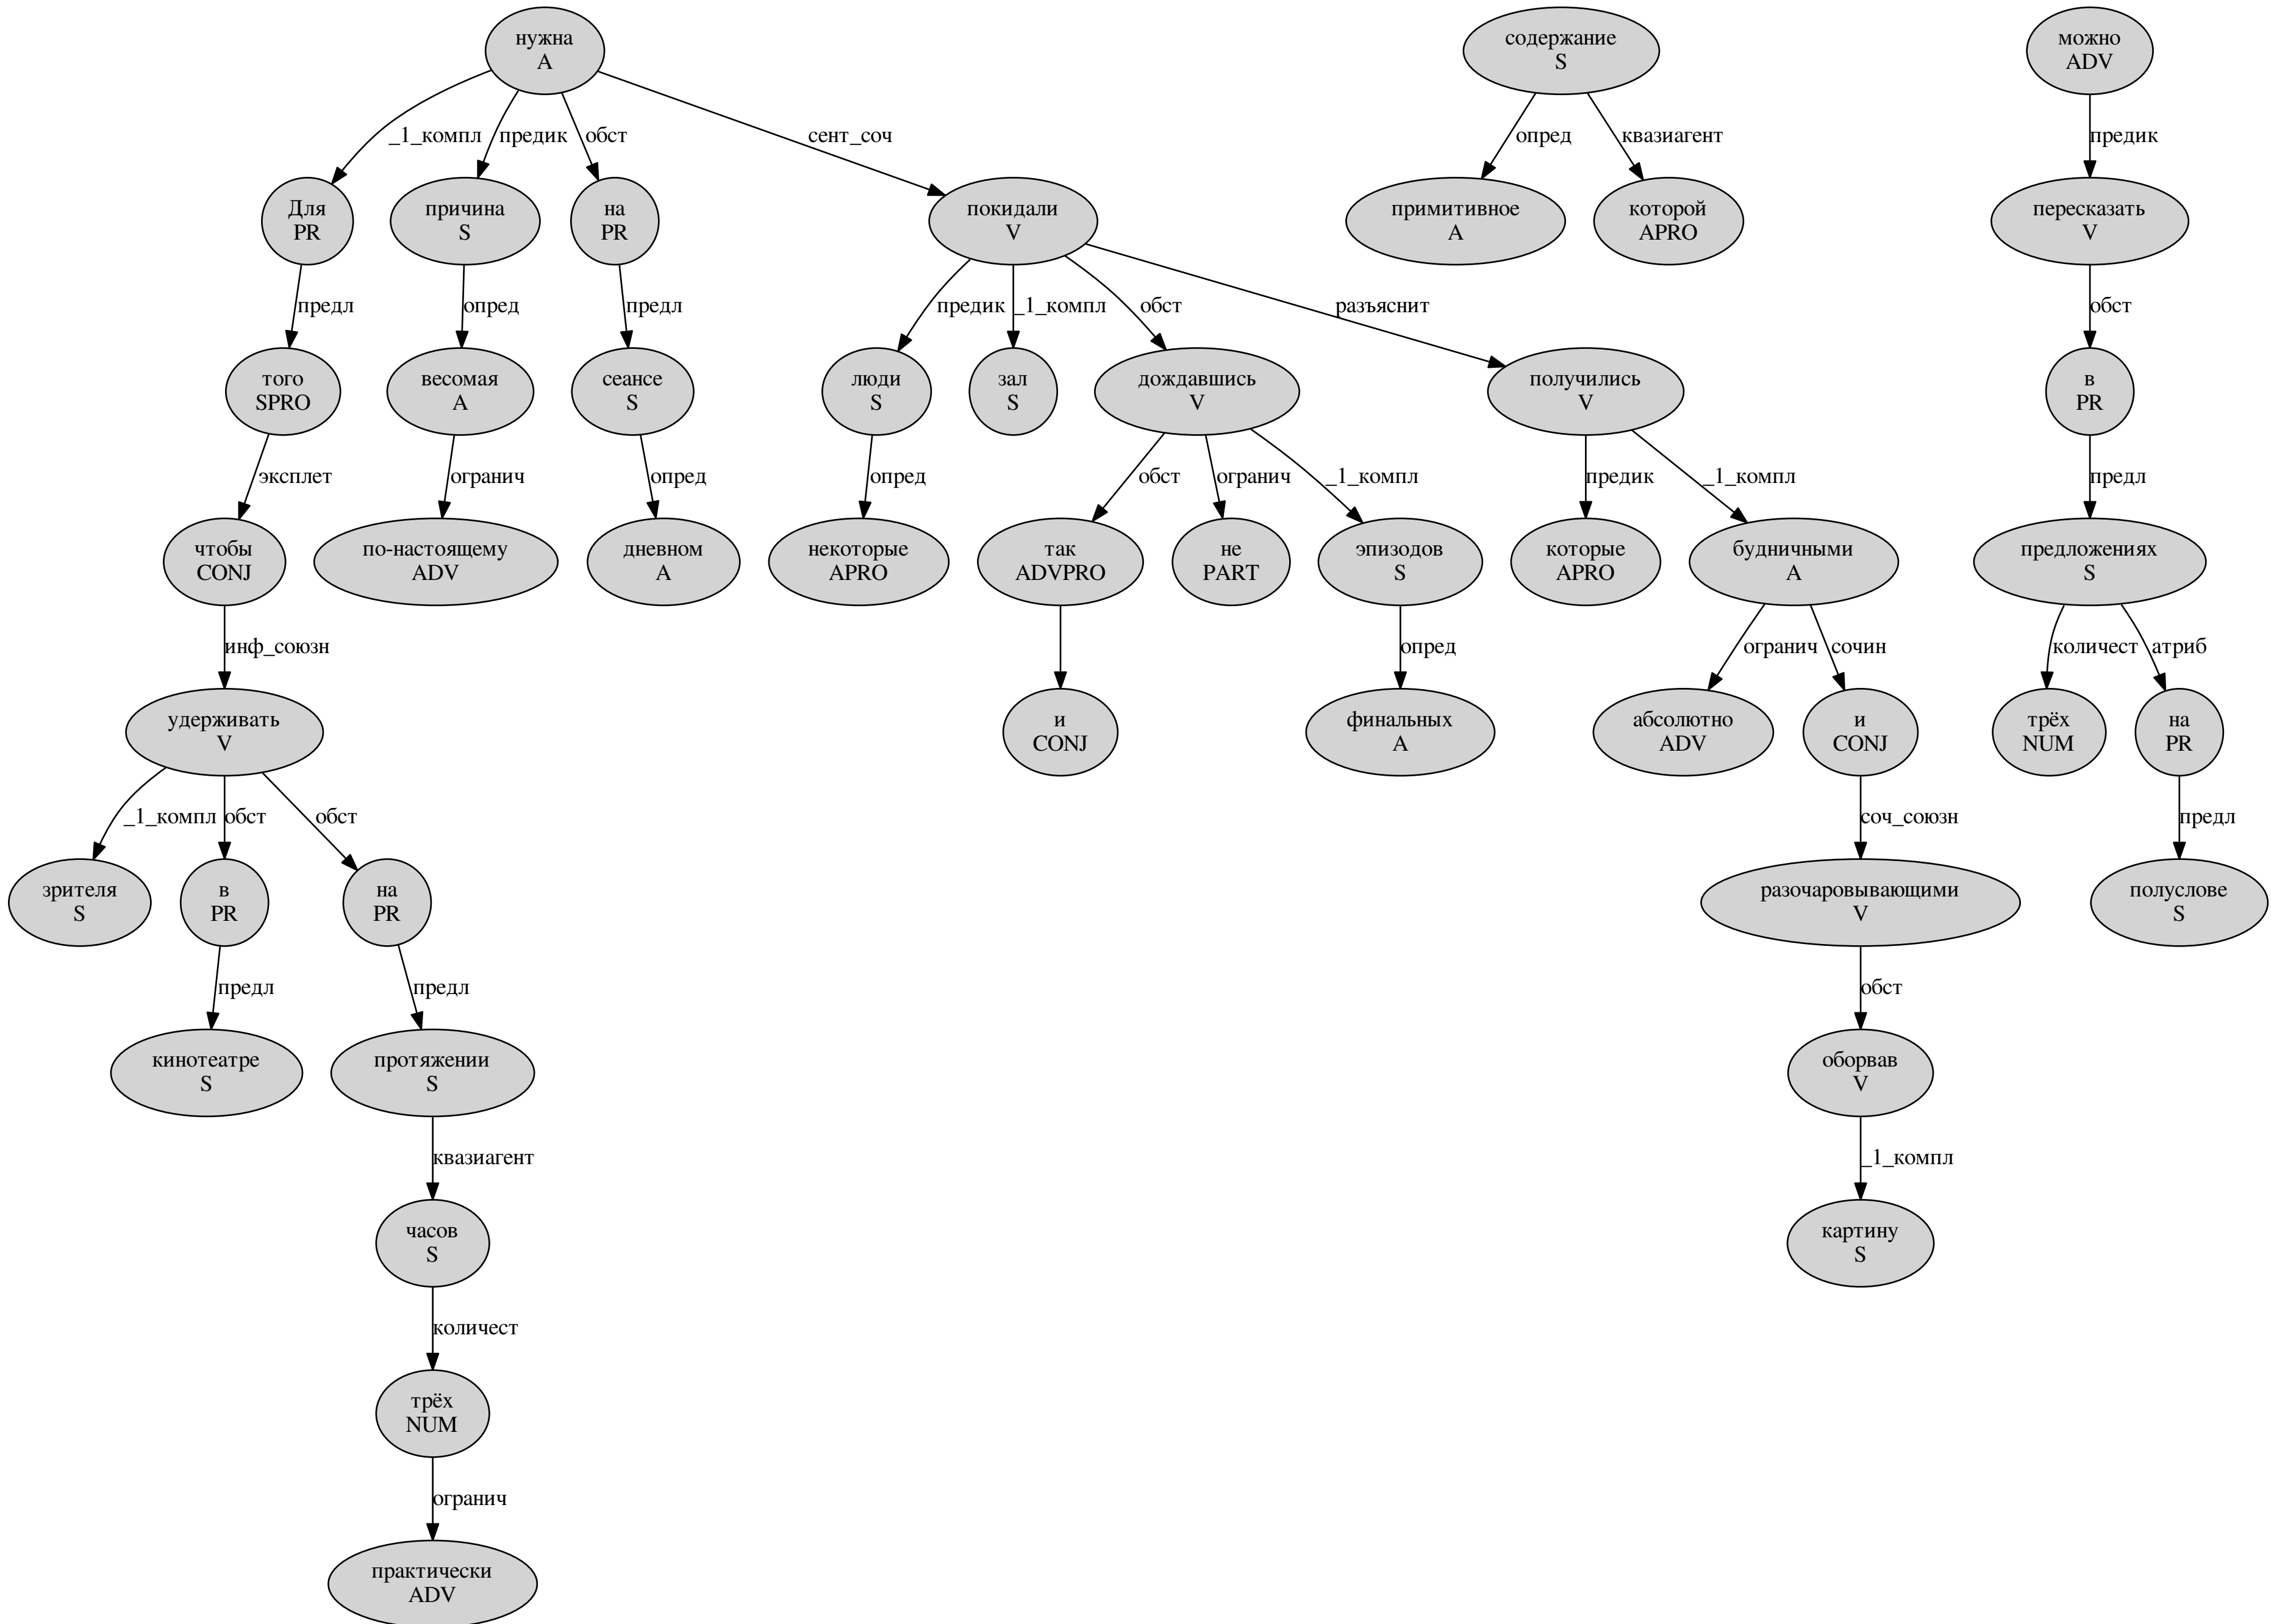 нужна
A
содержание
S
можно
ADV
_1_компл
предик
обст
сент_соч
опред
квазиагент
предик
Для
PR
причина
S
на
PR
покидали
V
примитивное
A
которой
APRO
пересказать
V
предл
опред
предл
предик
_1_компл
обст
разъяснит
обст
того
SPRO
весомая
A
сеансе
S
люди
S
зал
S
дождавшись
V
получились
V
в
PR
эксплет
огранич
опред
опред
обст
огранич
_1_компл
предик
_1_компл
предл
чтобы
CONJ
по-настоящему
ADV
дневном
A
некоторые
APRO
так
ADVPRO
не
PART
эпизодов
S
которые
APRO
будничными
A
предложениях
S
инф_союзн
опред
огранич
сочин
количест
атриб
удерживать
V
и
CONJ
финальных
A
абсолютно
ADV
и
CONJ
трёх
NUM
на
PR
_1_компл
обст
обст
соч_союзн
предл
зрителя
S
в
PR
на
PR
разочаровывающими
V
полуслове
S
предл
предл
обст
кинотеатре
S
протяжении
S
оборвав
V
квазиагент
_1_компл
часов
S
картину
S
количест
трёх
NUM
огранич
практически
ADV